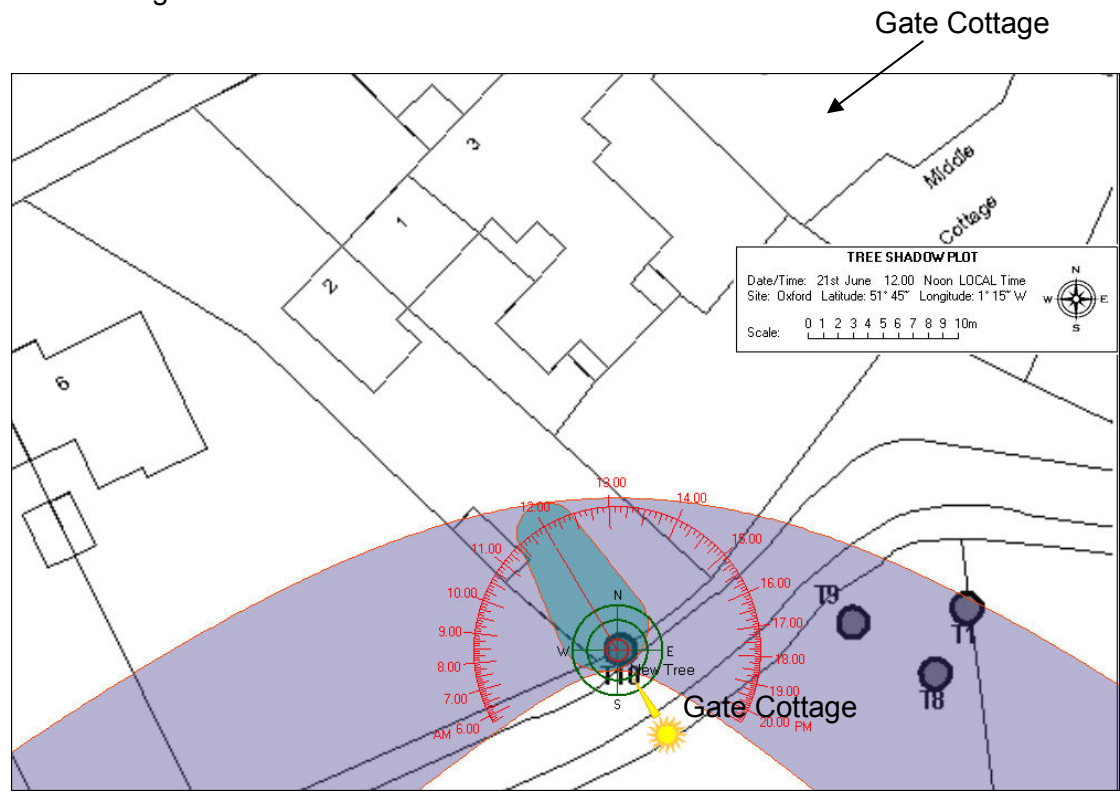 Gate Cottage
3
1
2
6
Middle
Cottage
TREE SHADOW PLOT
Date/Time: 21st June 12.00 Noon LOCAL Time
Site: Oxford Latitude: 51° 45" Longitude: 1° 15" W
Scale: 0 1 2 3 4 5 6 7 8 9 10m
N
W E
S
13.00
12.00 14.00
11.00 15.00
10.00 16.00
9.00 17.00
8.00 18.00
7.00 19.00
AM 6.00 20.00 PM
N
W E
S
New Tree
T10
T9
T1
T8
Gate Cottage